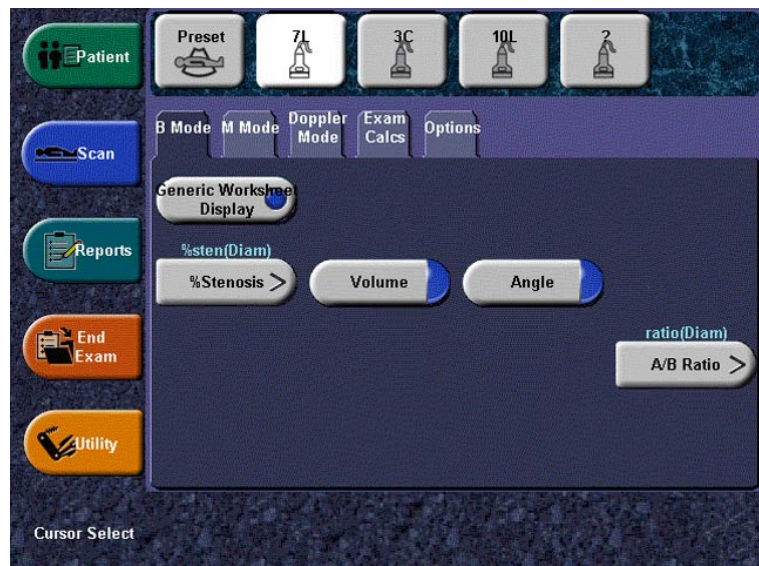 Patient
Preset
7L
3C
10L
?
B Mode
M Mode
Doppler
Mode
Exam
Calcs
Options
Scan
Generic Workshee
Display
Reports
%sten(Diam)
%Stenosis >
Volume
Angle
ratio(Diam)
A/B Ratio >
End
Exam
Utility
Cursor Select